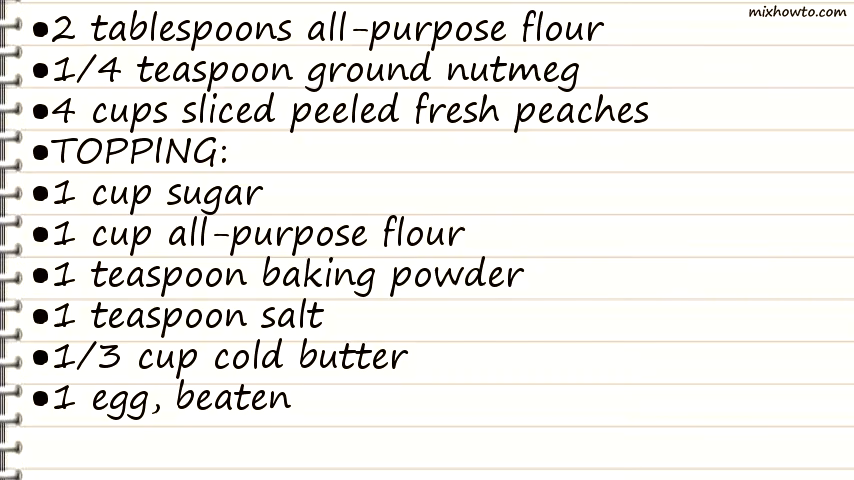 mixhowto.com
•2 tablespoons all-purpose flour
•1/4 teaspoon ground nutmeg
•4 cups sliced peeled fresh peaches
•TOPPING:
•1 cup sugar
•1 cup all-purpose flour
•1 teaspoon baking powder
•1 teaspoon salt
•1/3 cup cold butter
•1 egg, beaten